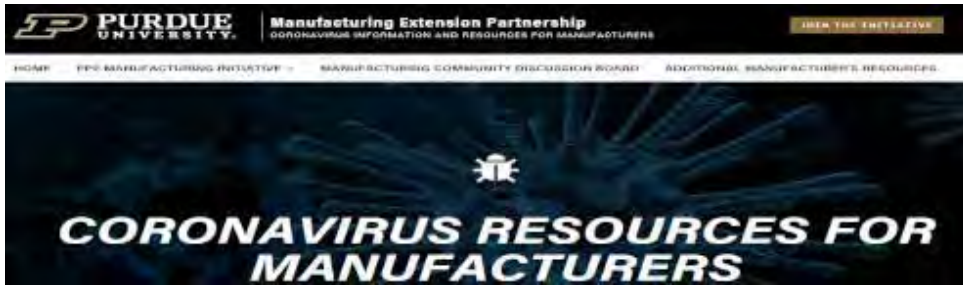 PURDUE
UNIVERSITY.
Manufacturing Extension Partnership
CORONAVIRUS INFORMATION AND RESOURCES FOR MANUFACTURERS
JOIN THE INITIATIVE
HOME
PPE MANUFACTURING INITIATIVE
MANUFACTURING COMMUNITY DISCUSSION BOARD
ADDITIONAL MANUFACTURER'S RESOURCES
CORONAVIRUS RESOURCES FOR
MANUFACTURERS